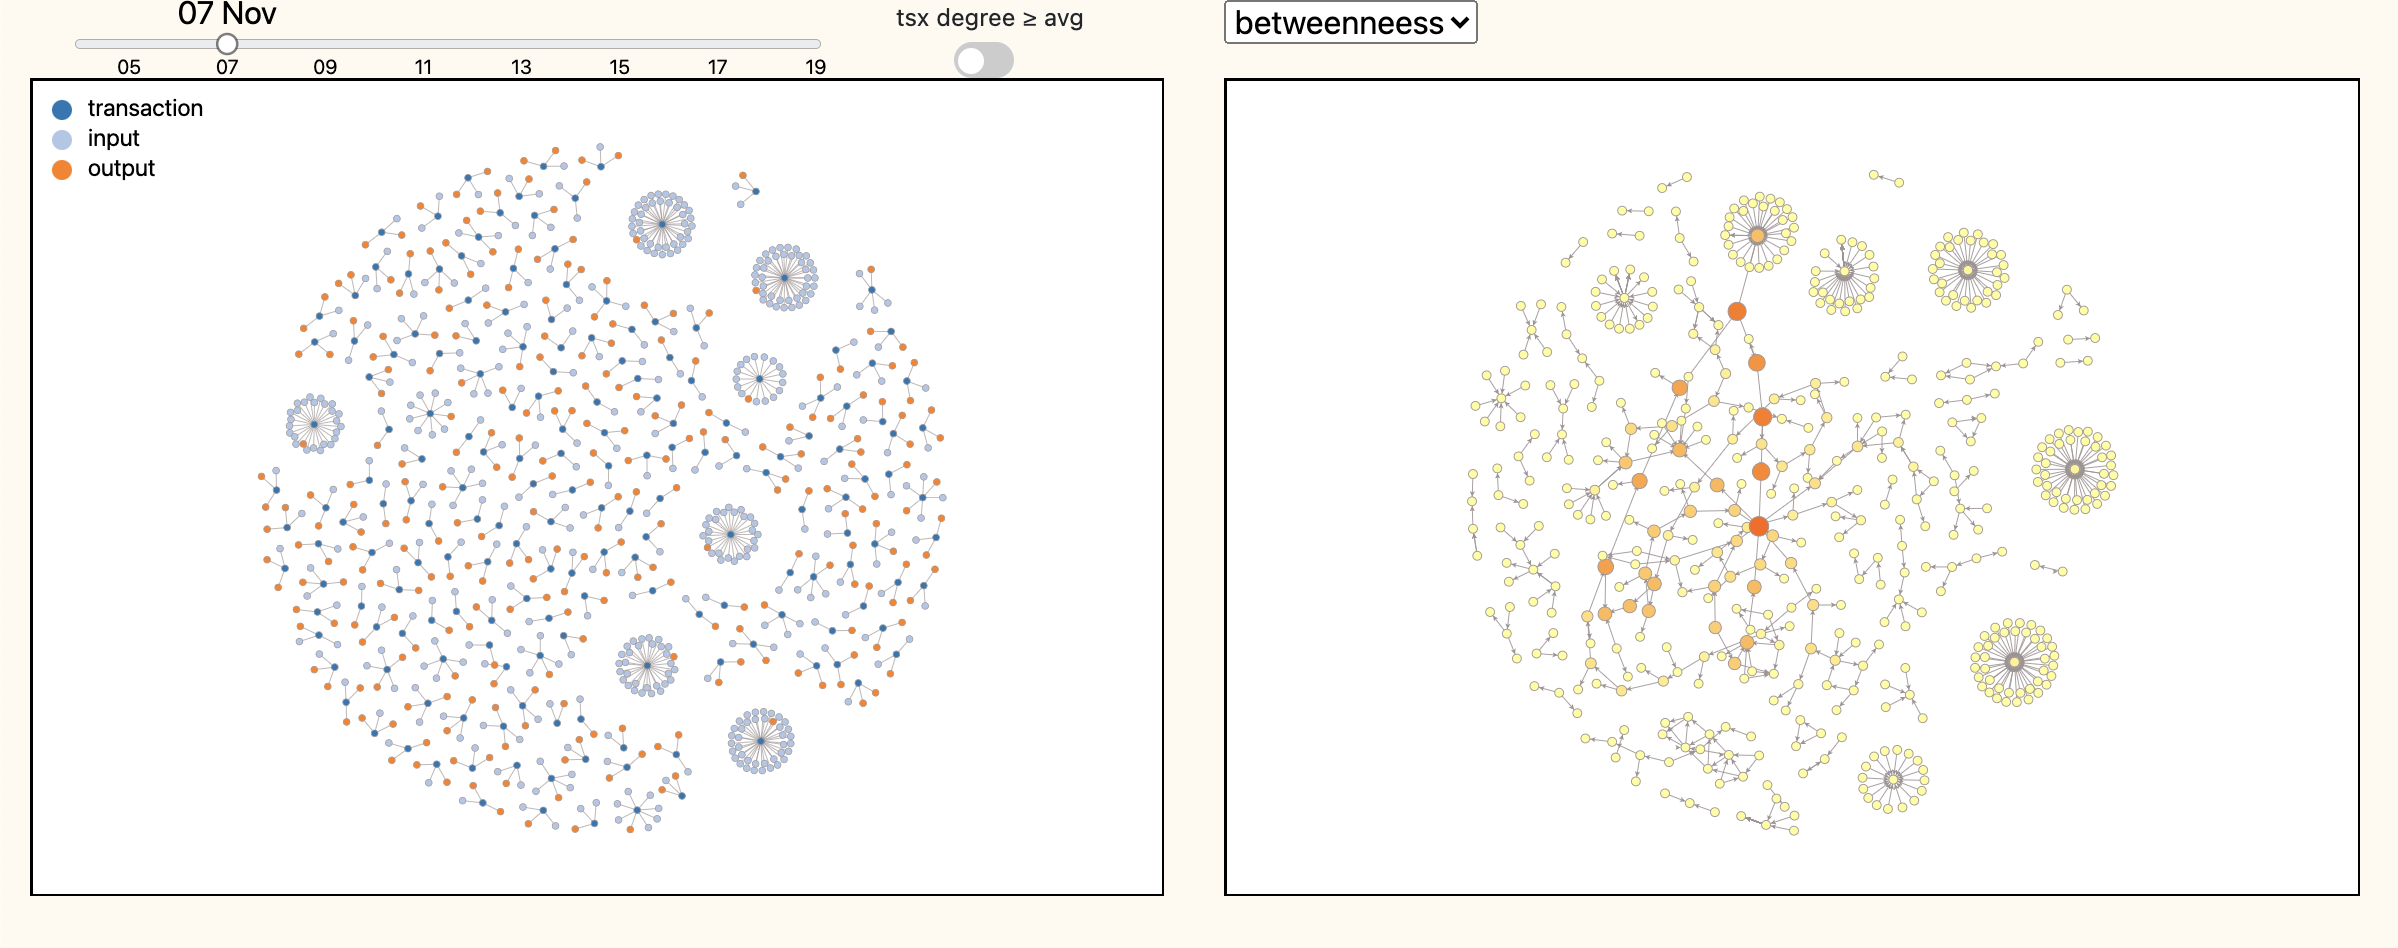 07 Nov
tsx degree ≥ avg
betweenneess
05 07 09 11 13 15 17 19
transaction
input
output